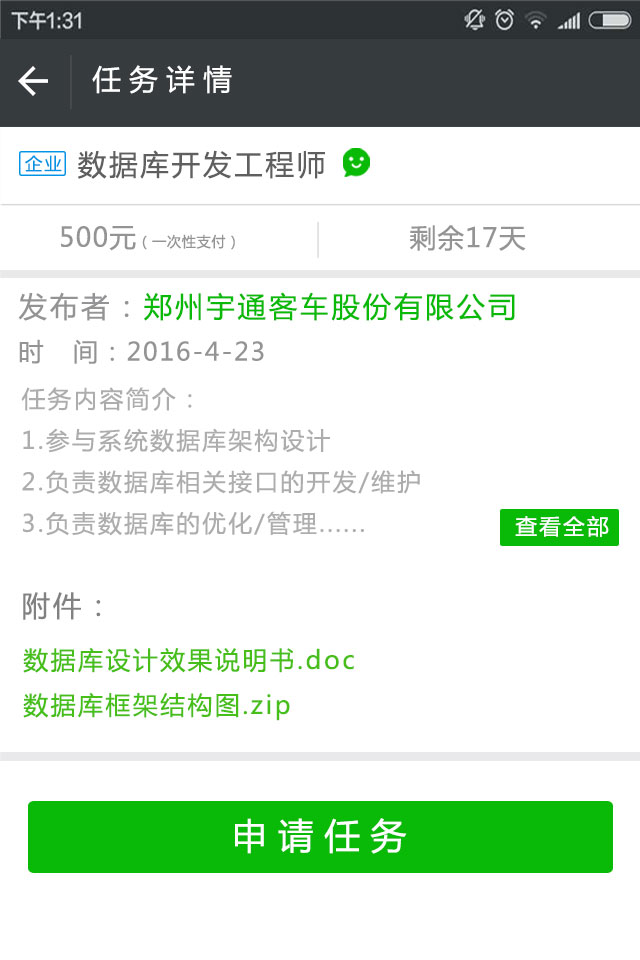 下午1:31
任务详情
企业 数据库开发工程师
500元(一次性支付) 剩余17天
发布者：郑州宇通客车股份有限公司
时 间：2016-4-23
任务内容简介：
1.参与系统数据库架构设计
2.负责数据库相关接口的开发/维护
3.负责数据库的优化/管理...... 查看全部
附件：
数据库设计效果说明书.doc
数据库框架结构图.zip
申请任务